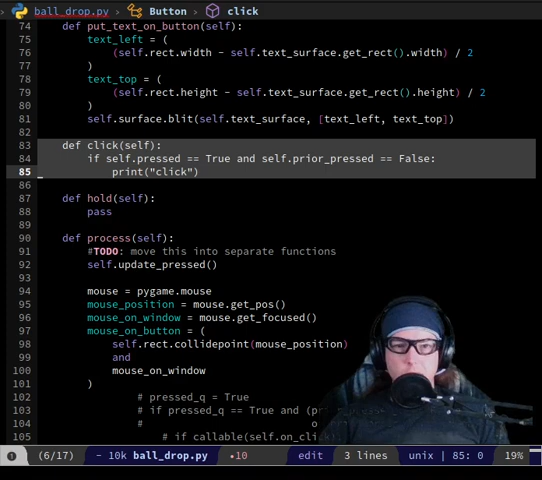 ball_drop.py › Button › click
74 def put_text_on_button(self):
75 text_left = (
76 (self.rect.width - self.text_surface.get_rect().width) / 2
77 )
78 text_top = (
79 (self.rect.height - self.text_surface.get_rect().height) / 2
80 )
81 self.surface.blit(self.text_surface, [text_left, text_top])
82
83 def click(self):
84 if self.pressed == True and self.prior_pressed == False:
85 print("click")
86
87 def hold(self):
88 pass
89
90 def process(self):
91 #TODO: move this into separate functions
92 self.update_pressed()
93
94 mouse = pygame.mouse
95 mouse_position = mouse.get_pos()
96 mouse_on_window = mouse.get_focused()
97 mouse_on_button = (
98 self.rect.collidepoint(mouse_position)
99 and
100 mouse_on_window
101 )
102 # pressed_q = True
103 # if pressed_q == True and (pr
104 # o
105 # if callable(self.on_click
(6/17) ~ 10k ball_drop.py •10 edit 3 lines unix | 85: 0 19%